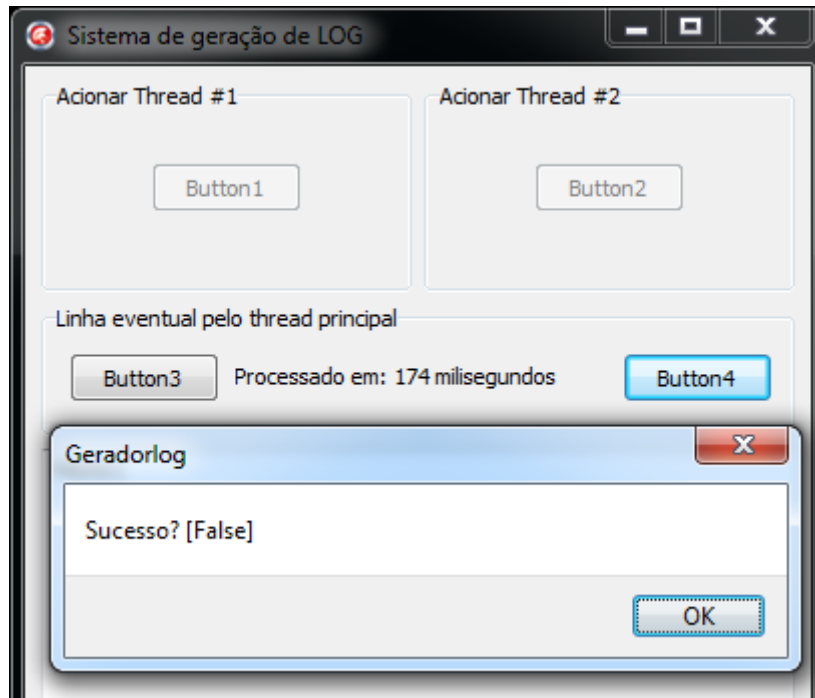 Sistema de geração de LOG
Acionar Thread #1
Acionar Thread #2
Button1
Button2
Linha eventual pelo thread principal
Button3
Processado em: 174 milisegundos
Button4
Geradorlog
Sucesso? [False]
OK